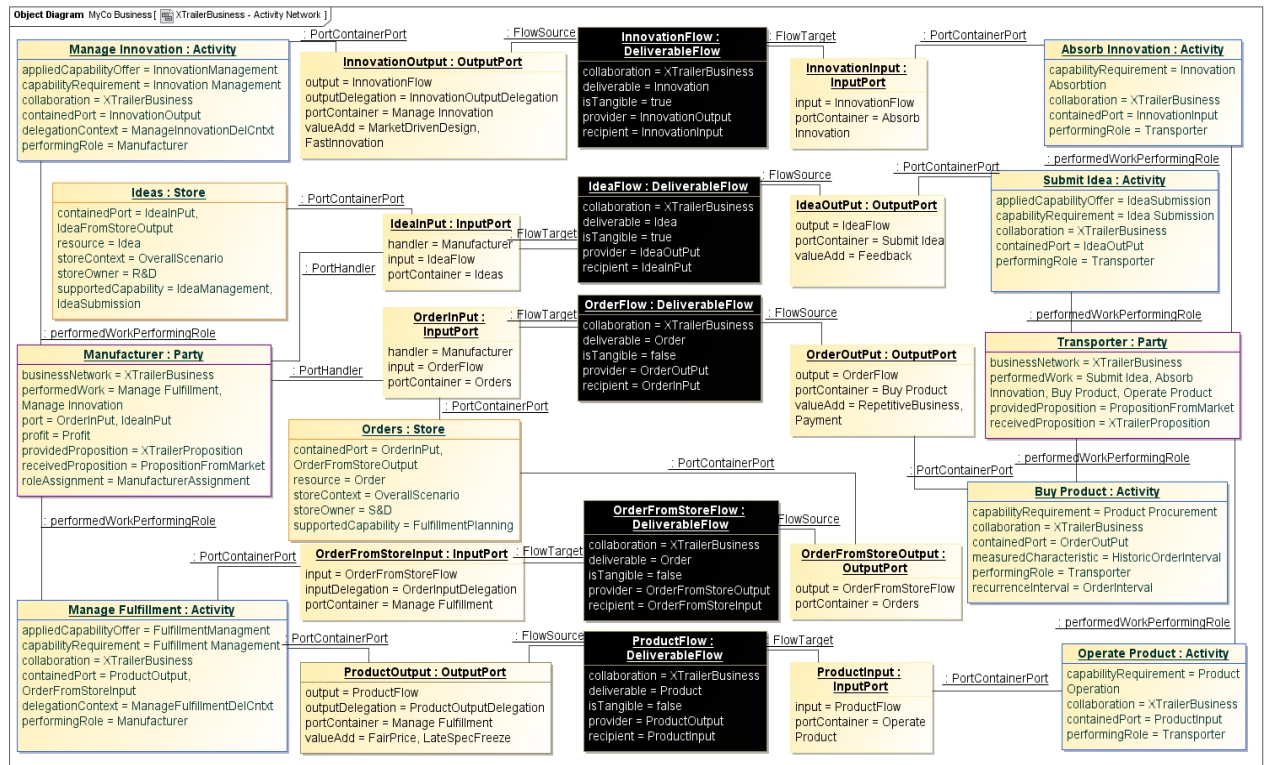 Object Diagram MyCo Business [ XTrailerBusiness - Activity Network ]
: PortContainerPort
: FlowSource
: FlowTarget
: PortContainerPort
Manage Innovation : Activity
appliedCapabilityOffer = InnovationManagement
capabilityRequirement = Innovation Management
collaboration = XTrailerBusiness
containedPort = InnovationOutput
delegationContext = ManageInnovationDelCntxt
performingRole = Manufacturer
InnovationOutput : OutputPort
output = InnovationFlow
outputDelegation = InnovationOutputDelegation
portContainer = Manage Innovation
valueAdd = MarketDrivenDesign,
FastInnovation
InnovationFlow :
DeliverableFlow
collaboration = XTrailerBusiness
deliverable = Innovation
isTangible = true
provider = InnovationOutput
recipient = InnovationInput
InnovationInput :
InputPort
input = InnovationFlow
portContainer = Absorb
Innovation
Absorb Innovation : Activity
capabilityRequirement = Innovation
Absorbtion
collaboration = XTrailerBusiness
containedPort = InnovationInput
performingRole = Transporter
: performedWorkPerformingRole
Ideas : Store
containedPort = IdeaInPut,
IdeaFromStoreOutput
resource = Idea
storeContext = OverallScenario
storeOwner = R&D
supportedCapability = IdeaManagement,
IdeaSubmission
: PortContainerPort
IdeaInPut : InputPort
handler = Manufacturer
input = IdeaFlow
portContainer = Ideas
: FlowTarget
: PortHandler
IdeaFlow : DeliverableFlow
collaboration = XTrailerBusiness
deliverable = Idea
isTangible = true
provider = IdeaOutPut
recipient = IdeaInPut
: FlowSource
: PortContainerPort
IdeaOutPut : OutputPort
output = IdeaFlow
portContainer = Submit Idea
valueAdd = Feedback
Submit Idea : Activity
appliedCapabilityOffer = IdeaSubmission
capabilityRequirement = Idea Submission
collaboration = XTrailerBusiness
containedPort = IdeaOutPut
performingRole = Transporter
: performedWorkPerformingRole
: performedWorkPerformingRole
Manufacturer : Party
businessNetwork = XTrailerBusiness
performedWork = Manage Fulfillment,
Manage Innovation
port = OrderInPut, IdeaInPut
profit = Profit
providedProposition = XTrailerProposition
receivedProposition = PropositionFromMarket
roleAssignment = ManufacturerAssignment
: PortHandler
OrderInPut :
InputPort
handler = Manufacturer
input = OrderFlow
portContainer = Orders
: FlowTarget
: PortContainerPort
OrderFlow : DeliverableFlow
collaboration = XTrailerBusiness
deliverable = Order
isTangible = false
provider = OrderOutPut
recipient = OrderInPut
: FlowSource
OrderOutPut : OutputPort
output = OrderFlow
portContainer = Buy Product
valueAdd = RepetitiveBusiness,
Payment
Transporter : Party
businessNetwork = XTrailerBusiness
performedWork = Submit Idea, Absorb
Innovation, Buy Product, Operate Product
providedProposition = PropositionFromMarket
receivedProposition = XTrailerProposition
: performedWorkPerformingRole
: PortContainerPort
Orders : Store
containedPort = OrderInPut,
OrderFromStoreOutput
resource = Order
storeContext = OverallScenario
storeOwner = S&D
supportedCapability = FulfillmentPlanning
: PortContainerPort
Buy Product : Activity
capabilityRequirement = Product Procurement
collaboration = XTrailerBusiness
containedPort = OrderOutPut
measuredCharacteristic = HistoricOrderInterval
performingRole = Transporter
recurrenceInterval = OrderInterval
: performedWorkPerformingRole
: PortContainerPort
OrderFromStoreInput : InputPort
input = OrderFromStoreFlow
inputDelegation = OrderInputDelegation
portContainer = Manage Fulfillment
: FlowTarget
OrderFromStoreFlow :
DeliverableFlow
collaboration = XTrailerBusiness
deliverable = Order
isTangible = false
provider = OrderFromStoreOutput
recipient = OrderFromStoreInput
FlowSource
OrderFromStoreOutput :
OutputPort
output = OrderFromStoreFlow
portContainer = Orders
: performedWorkPerformingRole
Manage Fulfillment : Activity
appliedCapabilityOffer = FulfillmentManagment
capabilityRequirement = Fulfillment Management
collaboration = XTrailerBusiness
containedPort = ProductOutput,
OrderFromStoreInput
delegationContext = ManageFulfillmentDelCntxt
performingRole = Manufacturer
: PortContainerPort
: FlowSource
ProductOutput : OutputPort
output = ProductFlow
outputDelegation = ProductOutputDelegation
portContainer = Manage Fulfillment
valueAdd = FairPrice, LateSpecFreeze
ProductFlow :
DeliverableFlow
collaboration = XTrailerBusiness
deliverable = Product
isTangible = false
provider = ProductOutput
recipient = ProductInput
: FlowTarget
ProductInput :
InputPort
input = ProductFlow
portContainer = Operate
Product
: PortContainerPort
Operate Product : Activity
capabilityRequirement = Product
Operation
collaboration = XTrailerBusiness
containedPort = ProductInput
performingRole = Transporter